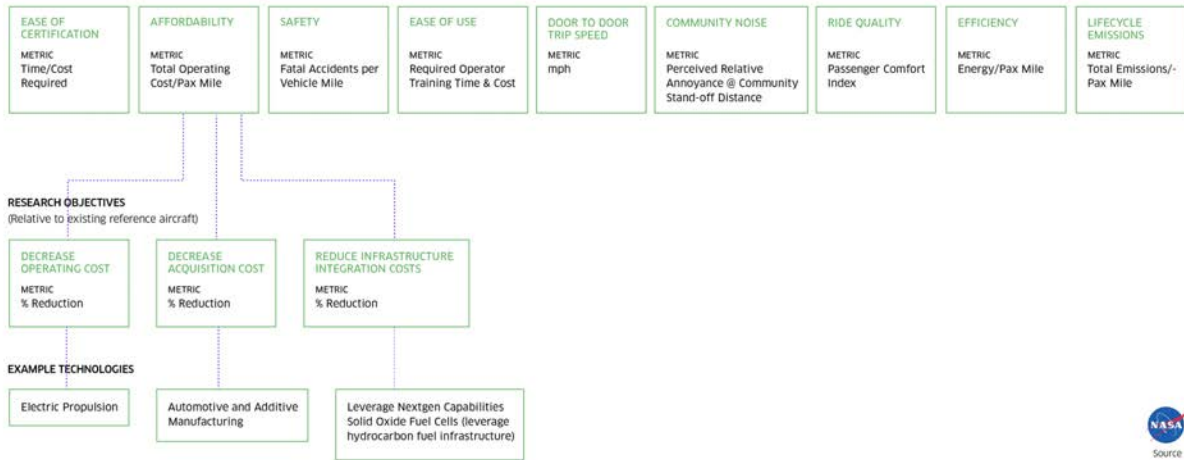 EASE OF
CERTIFICATION
METRIC
Time/Cost
Required
AFFORDABILITY
METRIC
Total Operating
Cost/Pax Mile
SAFETY
METRIC
Fatal Accidents per
Vehicle Mile
EASE OF USE
METRIC
Required Operator
Training Time & Cost
DOOR TO DOOR
TRIP SPEED
METRIC
mph
COMMUNITY NOISE
METRIC
Perceived Relative
Annoyance @ Community
Stand-off Distance
RIDE QUALITY
METRIC
Passenger Comfort
Index
EFFICIENCY
METRIC
Energy/Pax Mile
LIFECYCLE
EMISSIONS
METRIC
Total Emissions/-
Pax Mile
RESEARCH OBJECTIVES
(Relative to existing reference aircraft)
DECREASE
OPERATING COST
METRIC
% Reduction
DECREASE
ACQUISITION COST
METRIC
% Reduction
REDUCE INFRASTRUCTURE
INTEGRATION COSTS
METRIC
% Reduction
EXAMPLE TECHNOLOGIES
Electric Propulsion
Automotive and Additive
Manufacturing
Leverage Nextgen Capabilities
Solid Oxide Fuel Cells (leverage
hydrocarbon fuel infrastructure)
NASA
Source